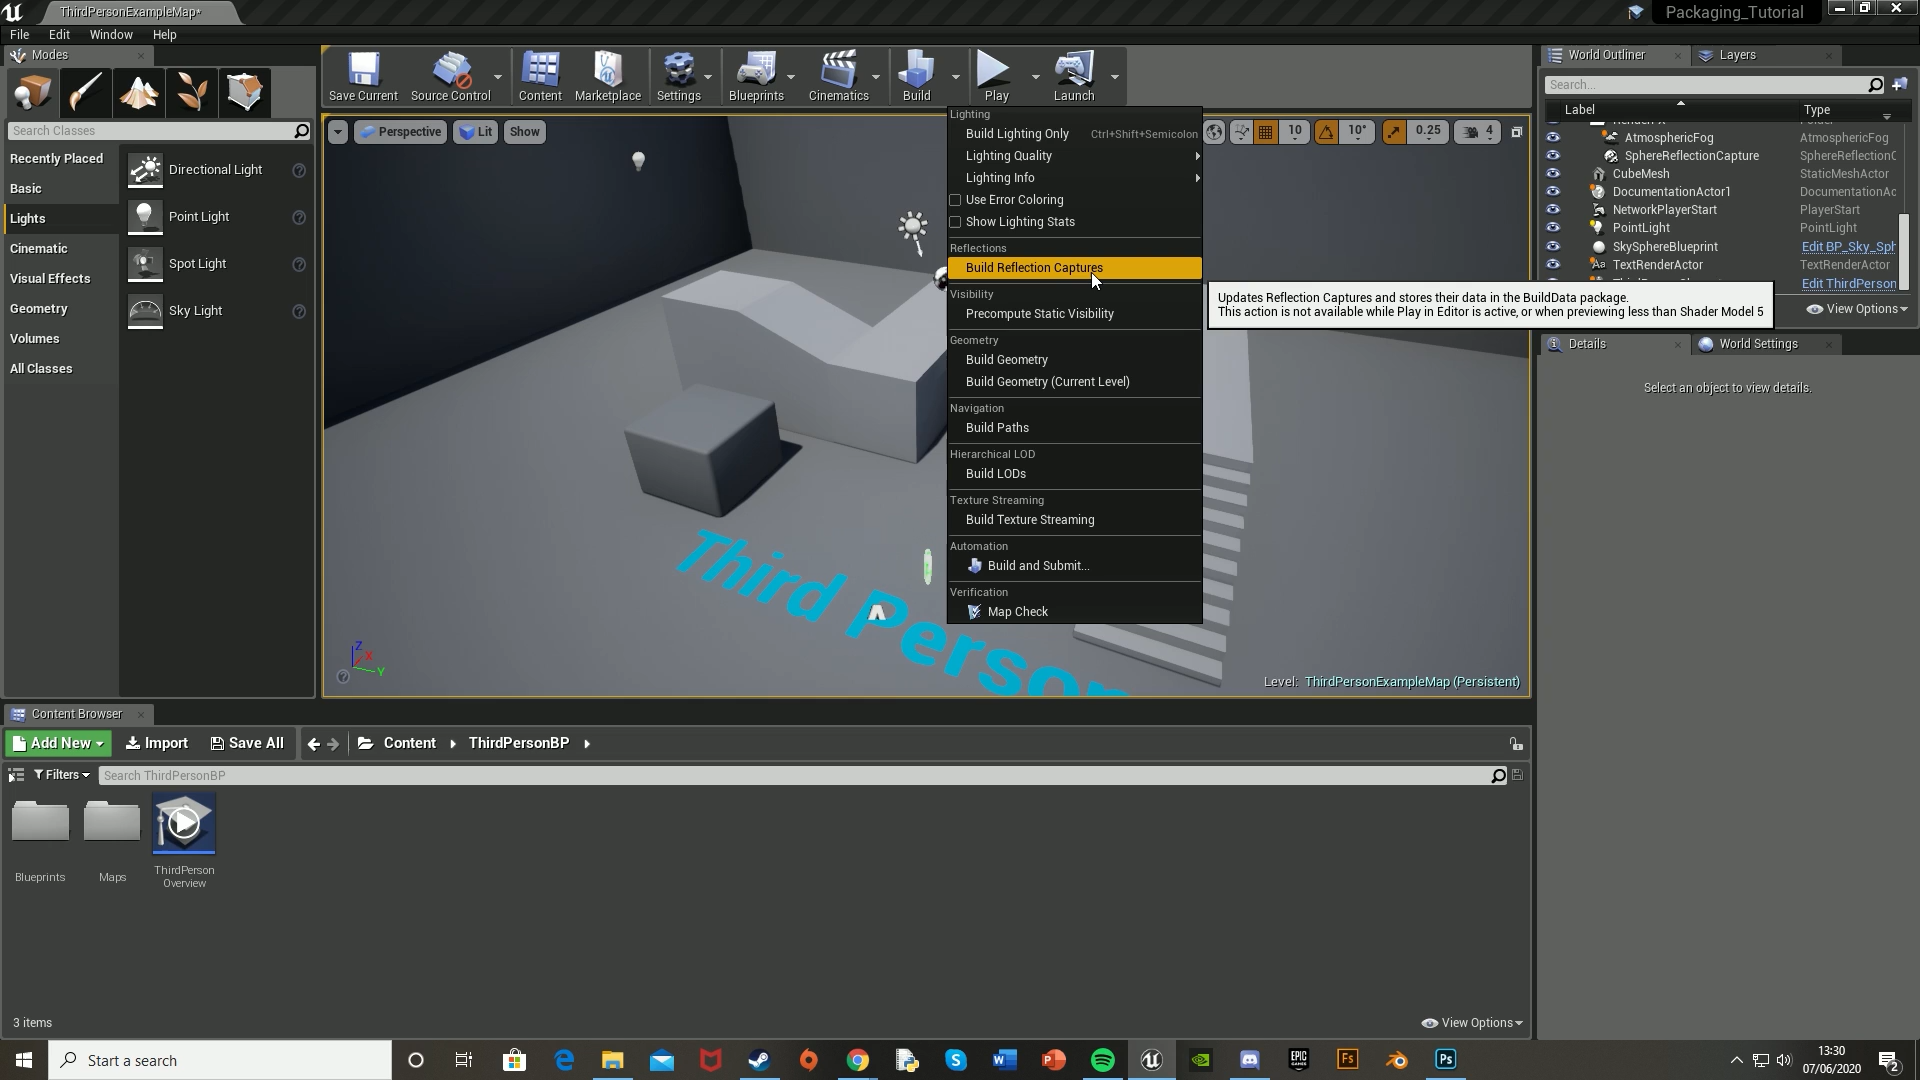 ThirdPersonExampleMap*
Packaging_Tutorial
File Edit Window Help
Modes
Search Classes
Recently Placed
Basic
Lights
Cinematic
Visual Effects
Geometry
Volumes
All Classes
Directional Light
Point Light
Spot Light
Sky Light
Save Current
Source Control
Content
Marketplace
Settings
Blueprints
Cinematics
Build
Play
Launch
Perspective
Lit
Show
10
10°
0.25
4
Lighting
Build Lighting Only Ctrl+Shift+Semicolon
Lighting Quality
Lighting Info
Use Error Coloring
Show Lighting Stats
Reflections
Build Reflection Captures
Visibility
Precompute Static Visibility
Geometry
Build Geometry
Build Geometry (Current Level)
Navigation
Build Paths
Hierarchical LOD
Build LODs
Texture Streaming
Build Texture Streaming
Automation
Build and Submit...
Verification
Map Check
Updates Reflection Captures and stores their data in the BuildData package.
This action is not available while Play in Editor is active, or when previewing less than Shader Model 5
Third Person
Z
X
Y
Level: ThirdPersonExampleMap (Persistent)
World Outliner
Layers
Search...
Label Type
AtmosphericFog AtmosphericFog
SphereReflectionCapture SphereReflectionC
CubeMesh StaticMeshActor
DocumentationActor1 DocumentationAc
NetworkPlayerStart PlayerStart
PointLight PointLight
SkySphereBlueprint Edit BP_Sky_Sph
TextRenderActor TextRenderActor
Edit ThirdPerson
View Options
Details
World Settings
Select an object to view details.
Content Browser
Add New
Import
Save All
Content
ThirdPersonBP
Filters
Search ThirdPersonBP
Blueprints
Maps
ThirdPerson
Overview
3 items
View Options
Start a search
13:30
07/06/2020
2